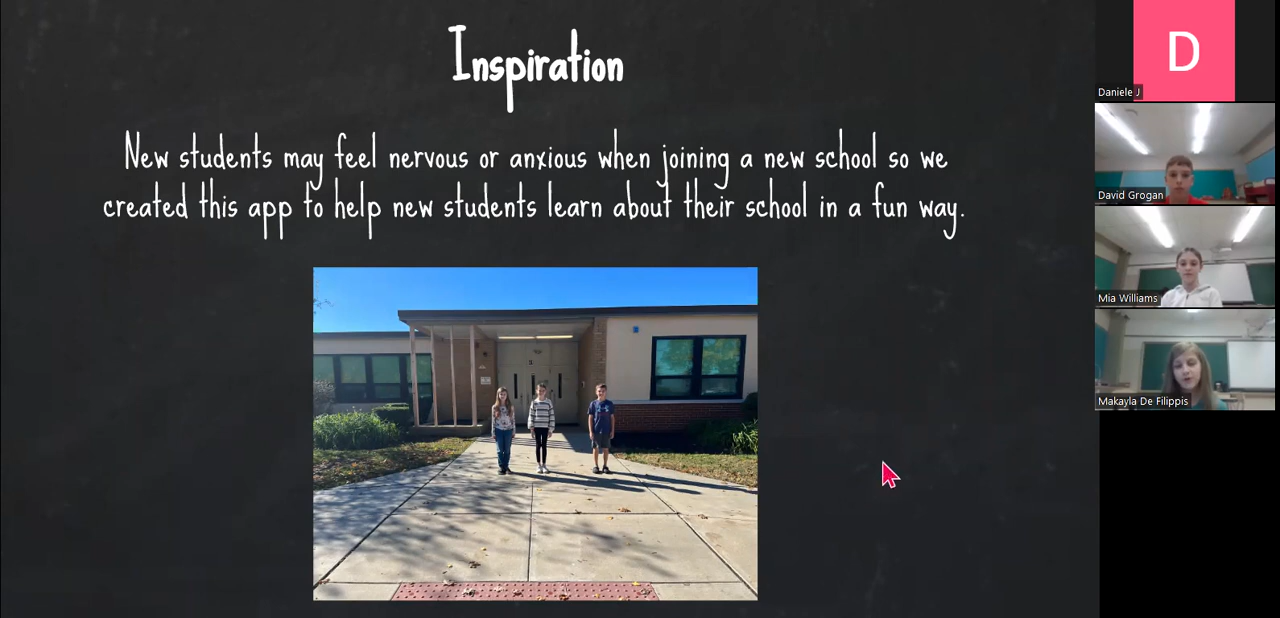 Inspiration
New students may feel nervous or anxious when joining a new school so we
created this app to help new students learn about their school in a fun way.
D
Daniele J
David Grogan
Mia Williams
Makayla De Filippis